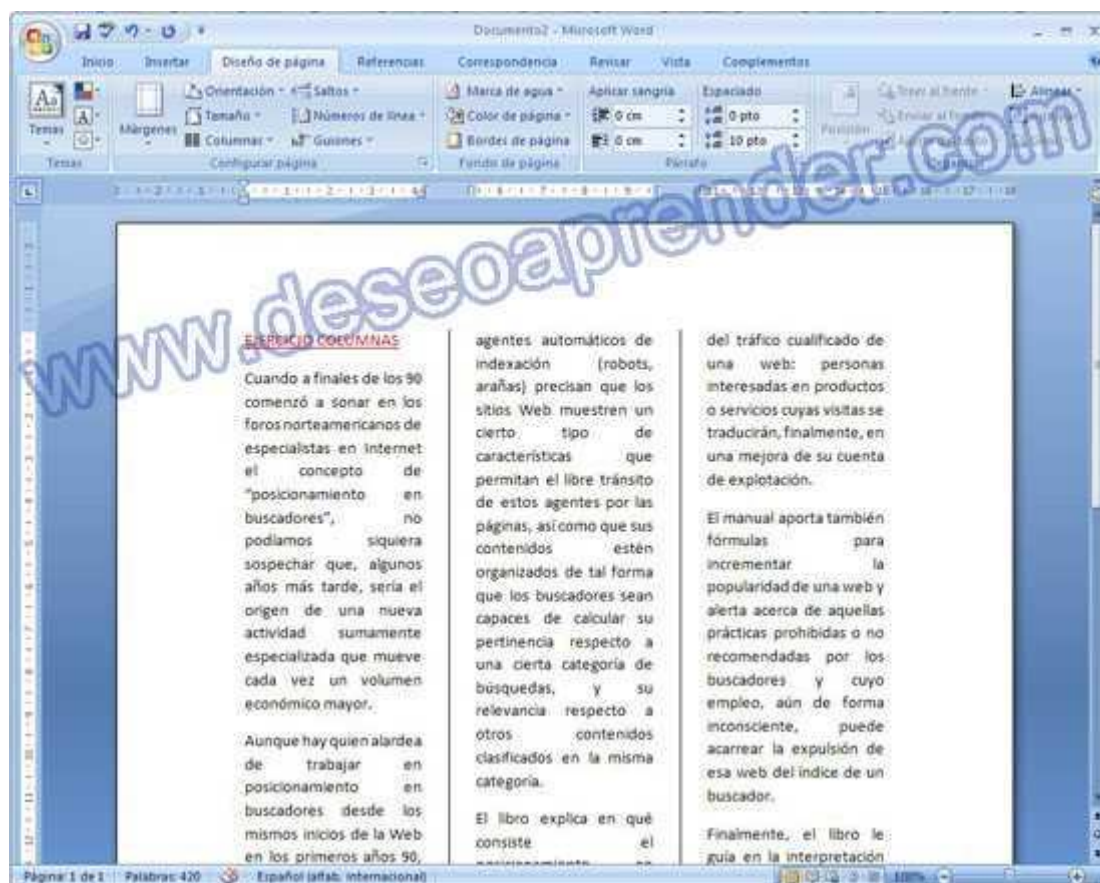 Documento2 - Microsoft Word
Inicio Insertar Diseño de página Referencias Correspondencia Revisar Vista Complementos
Orientación Saltos Marca de agua Aplicar sangría Espaciado Traer al frente Alinear
Tamaño Números de línea Color de página 0 cm 0 pto
Temas Márgenes Columnas Guiones Bordes de página 0 cm 10 pto
Temas Configurar página Fondo de página Párrafo
www.deseoaprender.com
EJERCICIO COLUMNAS
Cuando a finales de los 90
comenzó a sonar en los
foros norteamericanos de
especialistas en Internet
el concepto de
"posicionamiento en
buscadores", no
podíamos siquiera
sospechar que, algunos
años más tarde, sería el
origen de una nueva
actividad sumamente
especializada que mueve
cada vez un volumen
económico mayor.
Aunque hay quien alardea
de trabajar en
posicionamiento en
buscadores desde los
mismos inicios de la Web
en los primeros años 90,
agentes automáticos de
indexación (robots,
arañas) precisan que los
sitios Web muestren un
cierto tipo de
características que
permitan el libre tránsito
de estos agentes por las
páginas, así como que sus
contenidos estén
organizados de tal forma
que los buscadores sean
capaces de calcular su
pertinencia respecto a
una cierta categoría de
búsquedas, y su
relevancia respecto a
otros contenidos
clasificados en la misma
categoría.
El libro explica en qué
consiste el
del tráfico cualificado de
una web: personas
interesadas en productos
o servicios cuyas visitas se
traducirán, finalmente, en
una mejora de su cuenta
de explotación.
El manual aporta también
fórmulas para
incrementar la
popularidad de una web y
alerta acerca de aquellas
prácticas prohibidas o no
recomendadas por los
buscadores y cuyo
empleo, aún de forma
inconsciente, puede
acarrear la expulsión de
esa web del índice de un
buscador.
Finalmente, el libro le
guía en la interpretación
Página: 1 de 1 Palabras: 420 Español (alfab. internacional) 100%